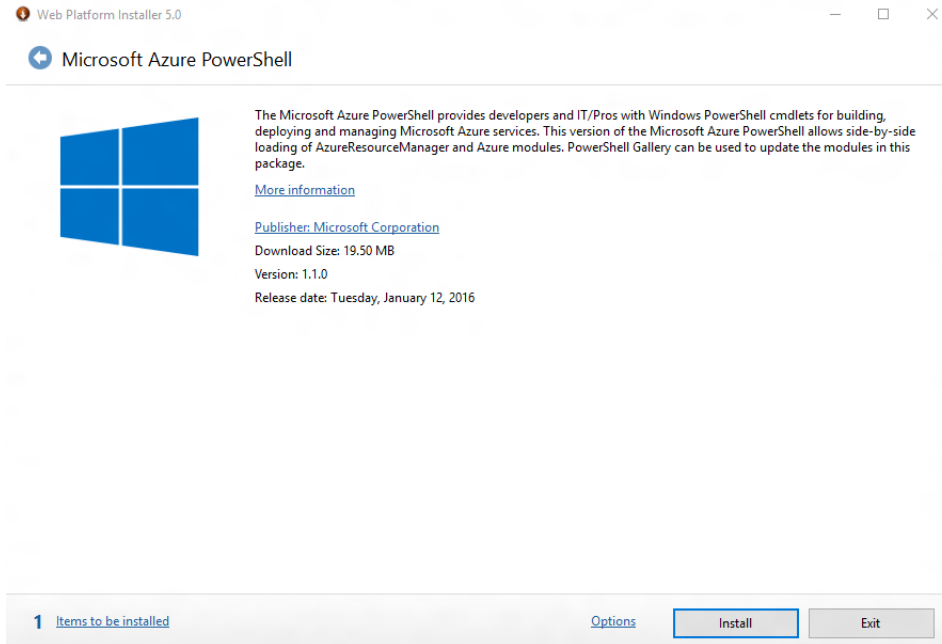 Web Platform Installer 5.0
Microsoft Azure PowerShell
The Microsoft Azure PowerShell provides developers and IT/Pros with Windows PowerShell cmdlets for building,
deploying and managing Microsoft Azure services. This version of the Microsoft Azure PowerShell allows side-by-side
loading of AzureResourceManager and Azure modules. PowerShell Gallery can be used to update the modules in this
package.
More information
Publisher: Microsoft Corporation
Download Size: 19.50 MB
Version: 1.1.0
Release date: Tuesday, January 12, 2016
1 Items to be installed Options Install Exit